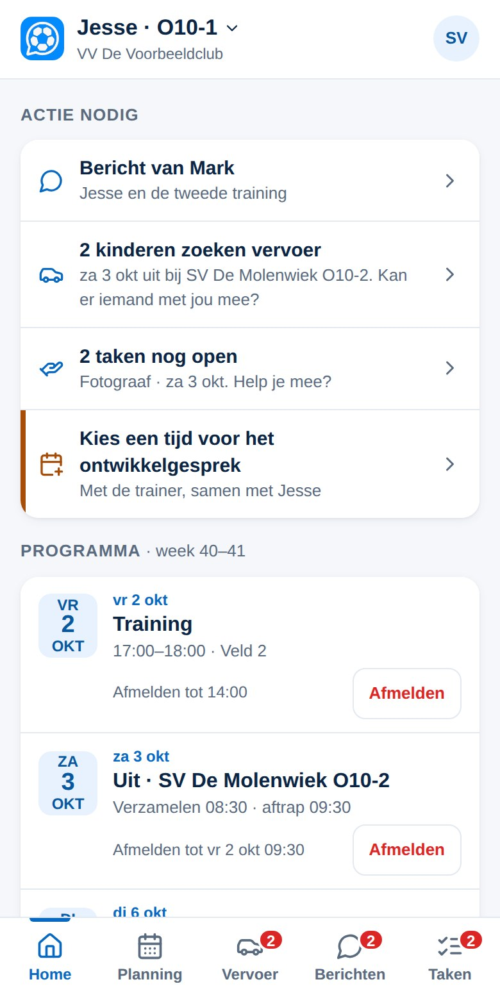 Jesse · O10-1
VV De Voorbeeldclub
SV
ACTIE NODIG
Bericht van Mark
Jesse en de tweede training
2 kinderen zoeken vervoer
za 3 okt uit bij SV De Molenwiek O10-2. Kan
er iemand met jou mee?
2 taken nog open
Fotograaf · za 3 okt. Help je mee?
Kies een tijd voor het
ontwikkelgesprek
Met de trainer, samen met Jesse
PROGRAMMA · week 40–41
VR
2
OKT
vr 2 okt
Training
17:00–18:00 · Veld 2
Afmelden tot 14:00
Afmelden
ZA
3
OKT
za 3 okt
Uit · SV De Molenwiek O10-2
Verzamelen 08:30 · aftrap 09:30
Afmelden tot vr 2 okt 09:30
Afmelden
di 6 okt
Home
Planning
2
Vervoer
2
Berichten
2
Taken